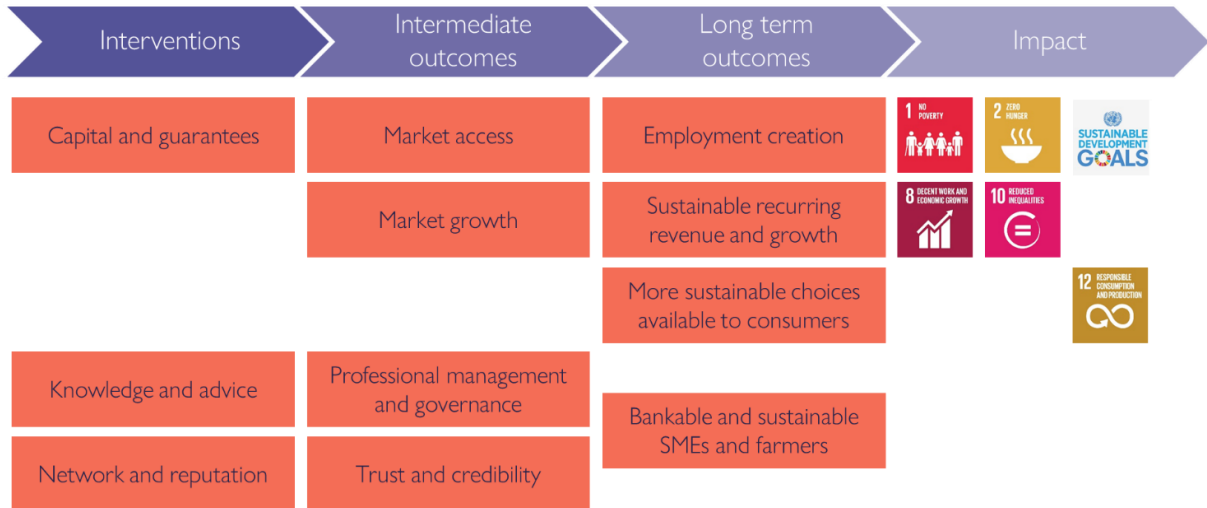 Interventions
Intermediate
outcomes
Long term
outcomes
Impact
Capital and guarantees
Market access
Employment creation
1 NO
POVERTY
2 ZERO
HUNGER
SUSTAINABLE
DEVELOPMENT
GOALS
Market growth
Sustainable recurring
revenue and growth
8 DECENT WORK AND
ECONOMIC GROWTH
10 REDUCED
INEQUALITIES
More sustainable choices
available to consumers
12 RESPONSIBLE
CONSUMPTION
AND PRODUCTION
Knowledge and advice
Professional management
and governance
Bankable and sustainable
SMEs and farmers
Network and reputation
Trust and credibility